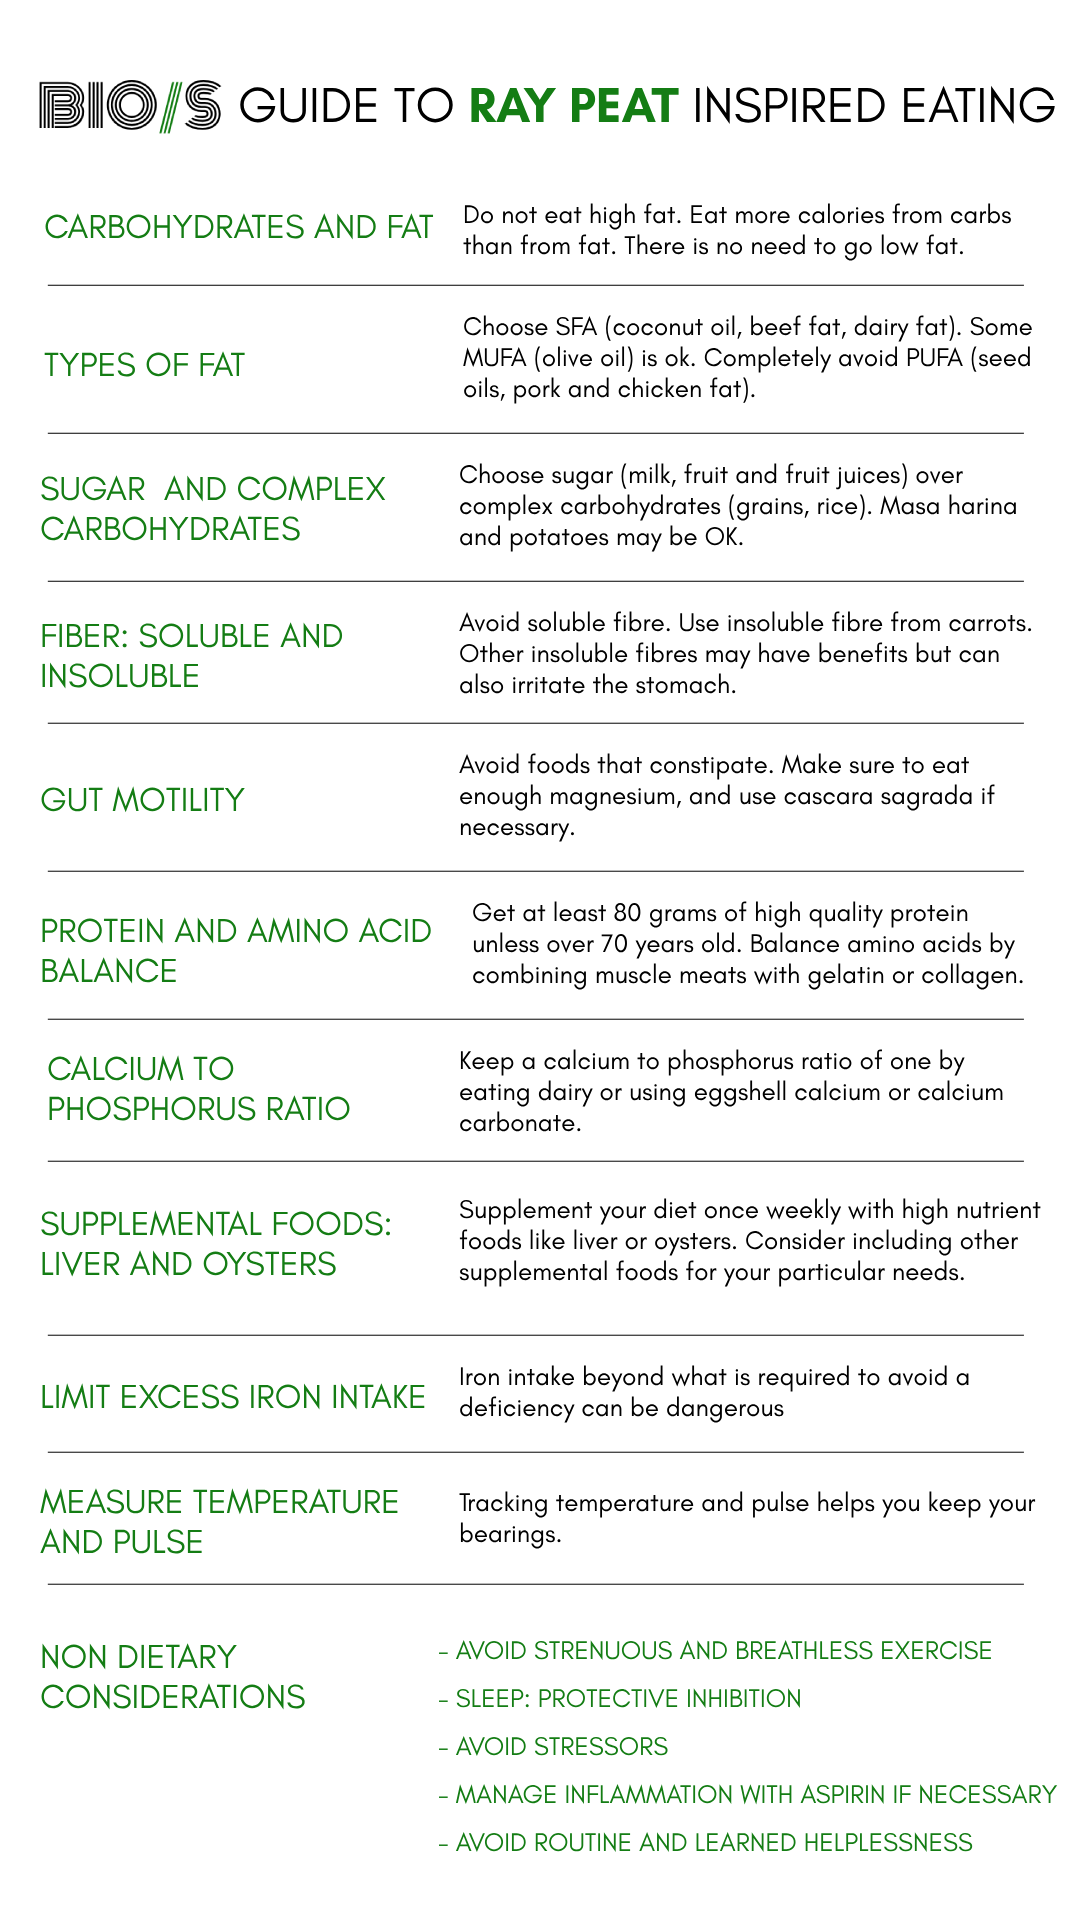 BIO/S GUIDE TO RAY PEAT INSPIRED EATING
CARBOHYDRATES AND FAT
Do not eat high fat. Eat more calories from carbs
than from fat. There is no need to go low fat.
TYPES OF FAT
Choose SFA (coconut oil, beef fat, dairy fat). Some
MUFA (olive oil) is ok. Completely avoid PUFA (seed
oils, pork and chicken fat).
SUGAR  AND COMPLEX
CARBOHYDRATES
Choose sugar (milk, fruit and fruit juices) over
complex carbohydrates (grains, rice). Masa harina
and potatoes may be OK.
FIBER: SOLUBLE AND
INSOLUBLE
Avoid soluble fibre. Use insoluble fibre from carrots.
Other insoluble fibres may have benefits but can
also irritate the stomach.
GUT MOTILITY
Avoid foods that constipate. Make sure to eat
enough magnesium, and use cascara sagrada if
necessary.
PROTEIN AND AMINO ACID
BALANCE
Get at least 80 grams of high quality protein
unless over 70 years old. Balance amino acids by
combining muscle meats with gelatin or collagen.
CALCIUM TO
PHOSPHORUS RATIO
Keep a calcium to phosphorus ratio of one by
eating dairy or using eggshell calcium or calcium
carbonate.
SUPPLEMENTAL FOODS:
LIVER AND OYSTERS
Supplement your diet once weekly with high nutrient
foods like liver or oysters. Consider including other
supplemental foods for your particular needs.
LIMIT EXCESS IRON INTAKE
Iron intake beyond what is required to avoid a
deficiency can be dangerous
MEASURE TEMPERATURE
AND PULSE
Tracking temperature and pulse helps you keep your
bearings.
NON DIETARY
CONSIDERATIONS
- AVOID STRENUOUS AND BREATHLESS EXERCISE
- SLEEP: PROTECTIVE INHIBITION
- AVOID STRESSORS
- MANAGE INFLAMMATION WITH ASPIRIN IF NECESSARY
- AVOID ROUTINE AND LEARNED HELPLESSNESS